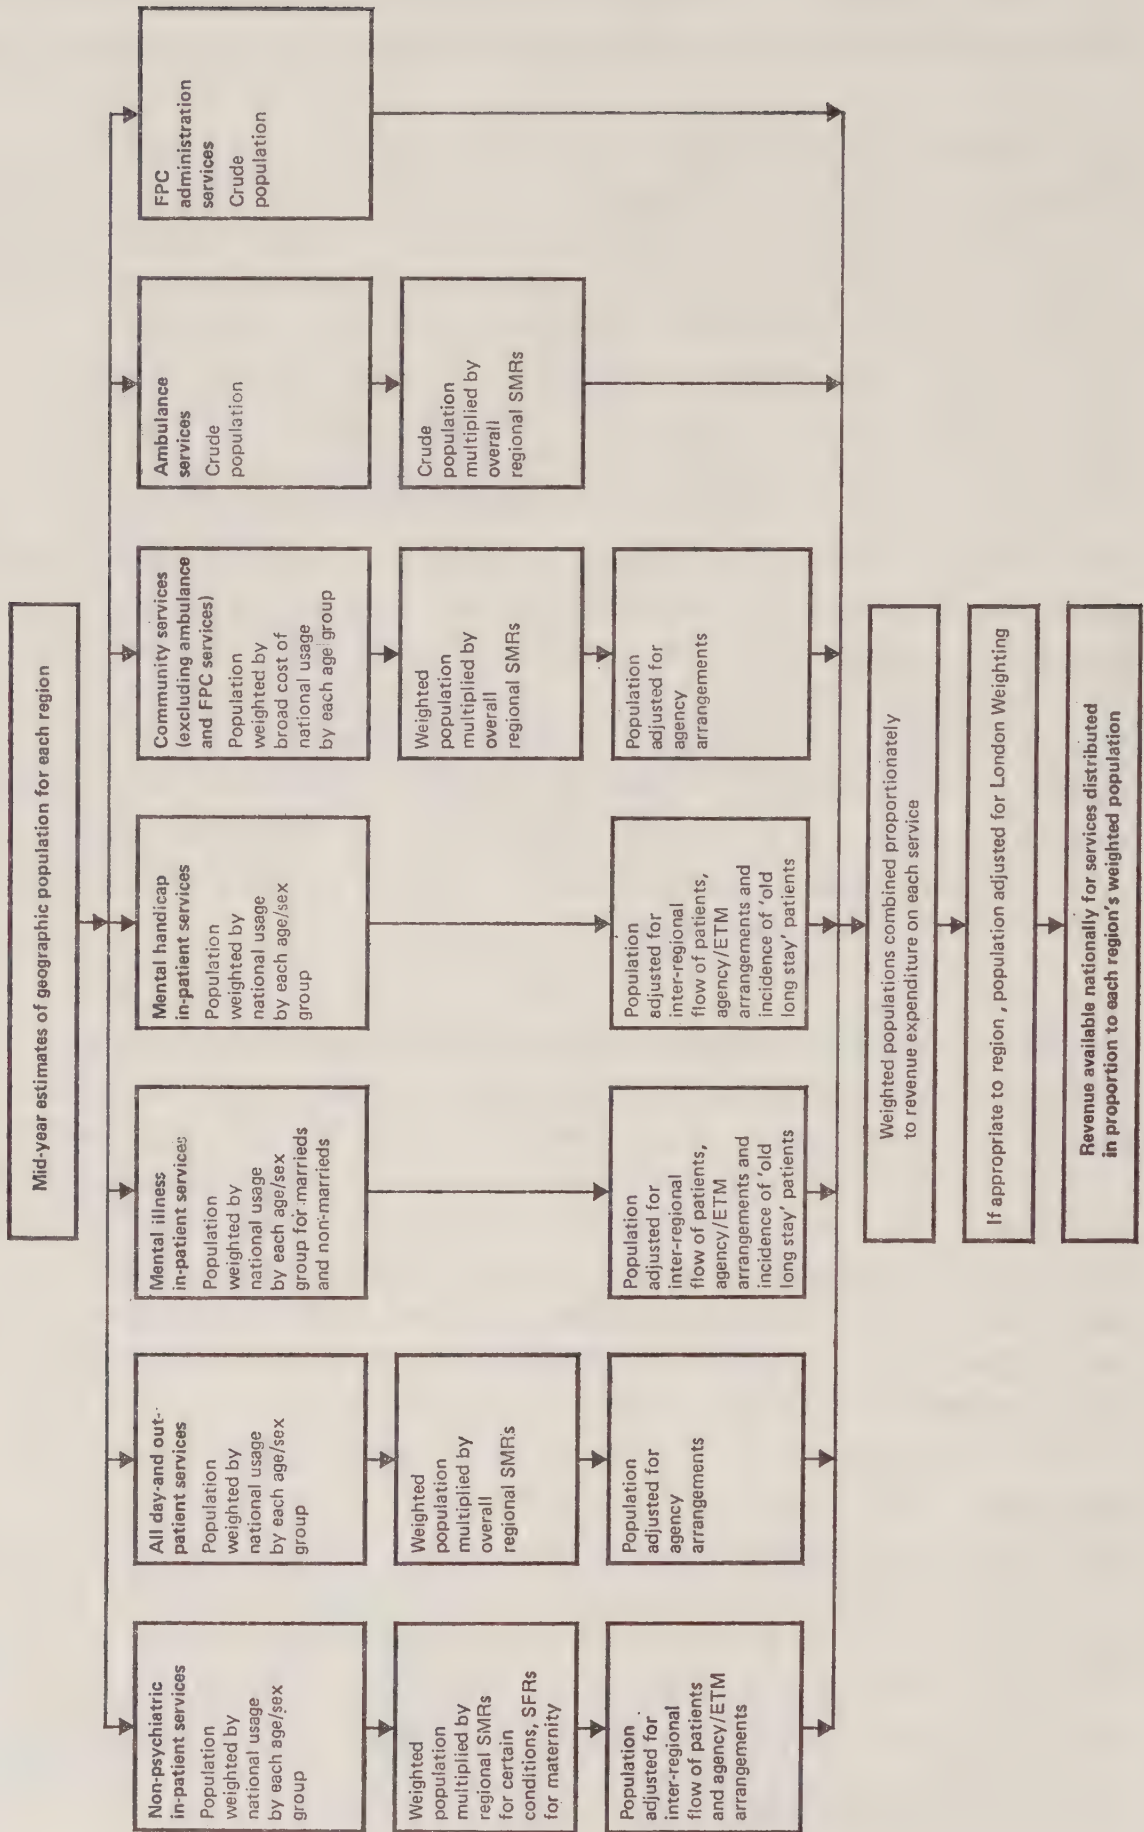 Mid-year estimates of geographic population for each region
Non-psychiatric
in-patient services
Population
weighted by
national usage
by each age/sex
group
Weighted
population
multiplied by
regional SMRs
for certain
conditions, SFRs
for maternity
Population
adjusted for
inter-regional
flow of patients
and agency/ETM
arrangements
All day-and out-
patient services
Population
weighted by
national usage
by each age/sex
group
Weighted
population
multiplied by
overall
regional SMRs
Population
adjusted for
agency
arrangements
Mental illness
in-patient services
Population
weighted by
national usage
by each age/sex
group for marrieds
and non-marrieds
Population
adjusted for
inter-regional
flow of patients,
agency/ETM
arrangements and
incidence of 'old
long stay' patients
Mental handicap
in-patient services
Population
weighted by
national usage
by each age/sex
group
Population
adjusted for
inter-regional
flow of patients,
agency/ETM
arrangements and
incidence of 'old
long stay' patients
Community services
(excluding ambulance
and FPC services)
Population
weighted by
broad cost of
national usage
by each age group
Weighted
population
multiplied by
overall
regional SMRs
Population
adjusted for
agency
arrangements
Ambulance
services
Crude
population
Crude
population
multiplied by
overall
regional SMRs
FPC
administration
services
Crude
population
Weighted populations combined proportionately
to revenue expenditure on each service
If appropriate to region, population adjusted for London Weighting
Revenue available nationally for services distributed
in proportion to each region's weighted population